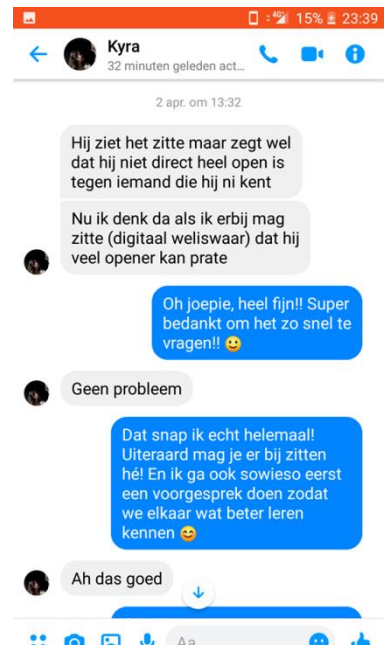 4G 15% 23:39
Kyra
32 minuten geleden act...
2 apr. om 13:32
Hij ziet het zitte maar zegt wel
dat hij niet direct heel open is
tegen iemand die hij ni kent
Nu ik denk da als ik erbij mag
zitte (digitaal weliswaar) dat hij
veel opener kan prate
Oh joepie, heel fijn!! Super
bedankt om het zo snel te
vragen!! 😀
Geen probleem
Dat snap ik echt helemaal!
Uiteraard mag je er bij zitten
hé! En ik ga ook sowieso eerst
een voorgesprek doen zodat
we elkaar wat beter leren
kennen 😊
Ah das goed
Aa